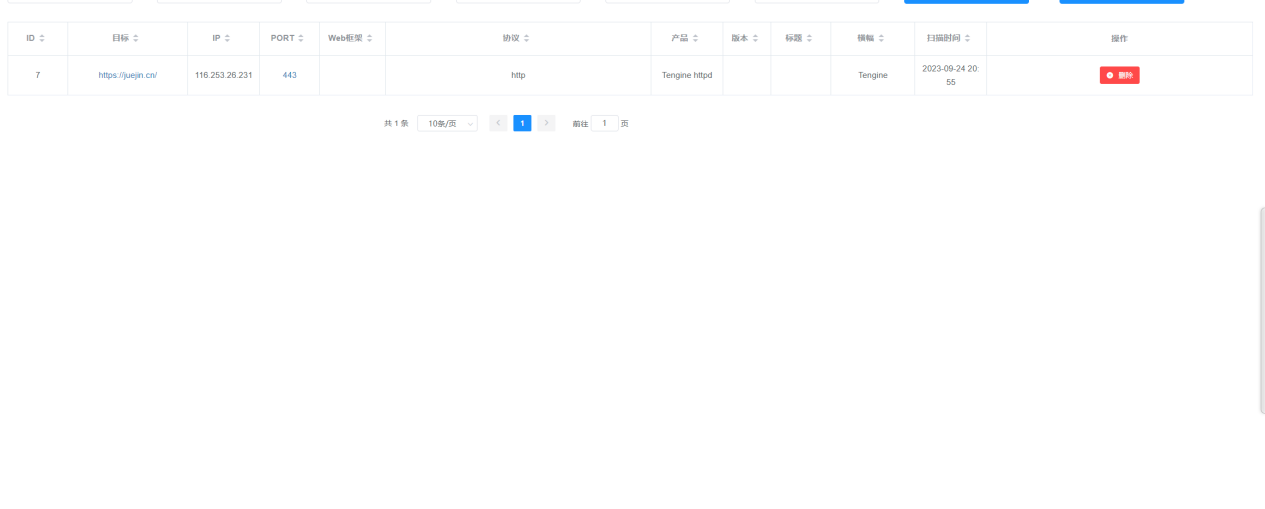 ID 目标 IP PORT Web框架 协议 产品 版本 标题 横幅 扫描时间 操作
7 https://juejin.cn/ 116.253.26.231 443 http Tengine httpd Tengine 2023-09-24 20:55 删除
共 1 条 10条/页 1 前往 1 页